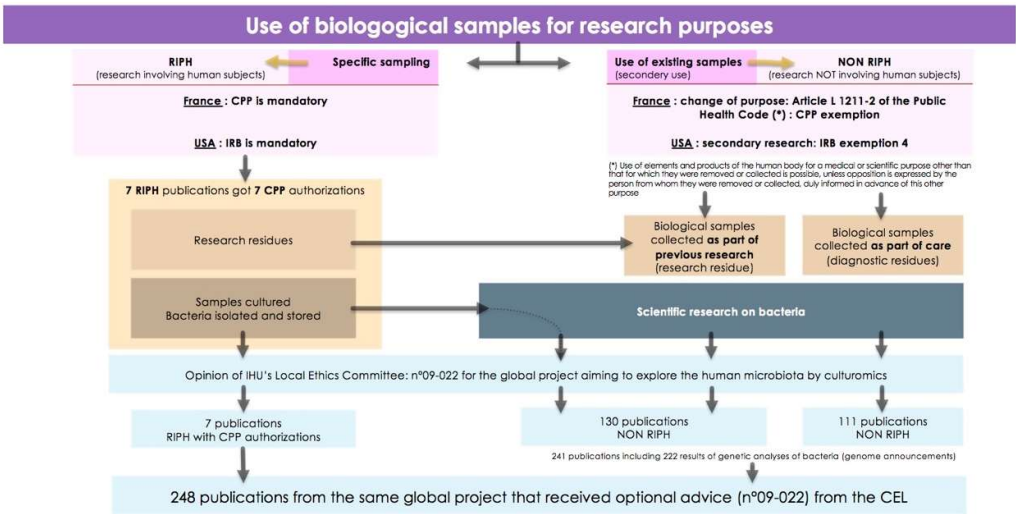 Use of biologogical samples for research purposes
RIPH
(research involving human subjects)
Specific sampling
Use of existing samples
(secondery use)
NON RIPH
(research NOT involving human subjects)
France : CPP is mandatory
USA : IRB is mandatory
France : change of purpose: Article L 1211-2 of the Public
Health Code (*) : CPP exemption
USA : secondary research: IRB exemption 4
(*) Use of elements and products of the human body for a medical or scientific purpose other than
that for which they were removed or collected is possible, unless opposition is expressed by the
person from whom they were removed or collected, duly informed in advance of this other
purpose
7 RIPH publications got 7 CPP authorizations
Research residues
Biological samples
collected as part of
previous research
(research residue)
Biological samples
collected as part of care
(diagnostic residues)
Samples cultured
Bacteria isolated and stored
Scientific research on bacteria
Opinion of IHU's Local Ethics Committee: n°09-022 for the global project aiming to explore the human microbiota by culturomics
7 publications
RIPH with CPP authorizations
130 publications
NON RIPH
111 publications
NON RIPH
241 publications including 222 results of genetic analyses of bacteria (genome announcements)
248 publications from the same global project that received optional advice (n°09-022) from the CEL